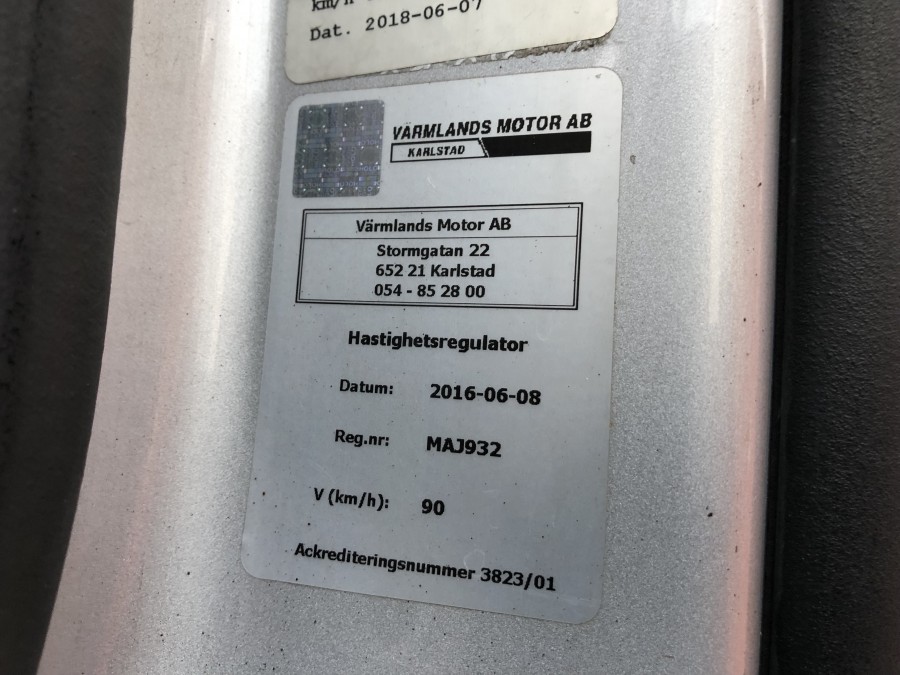 km/h
Dat. 2018-06-07
VÄRMLANDS MOTOR AB
KARLSTAD
Värmlands Motor AB
Stormgatan 22
652 21 Karlstad
054 - 85 28 00
Hastighetsregulator
Datum: 2016-06-08
Reg.nr: MAJ932
V (km/h): 90
Ackrediteringsnummer 3823/01